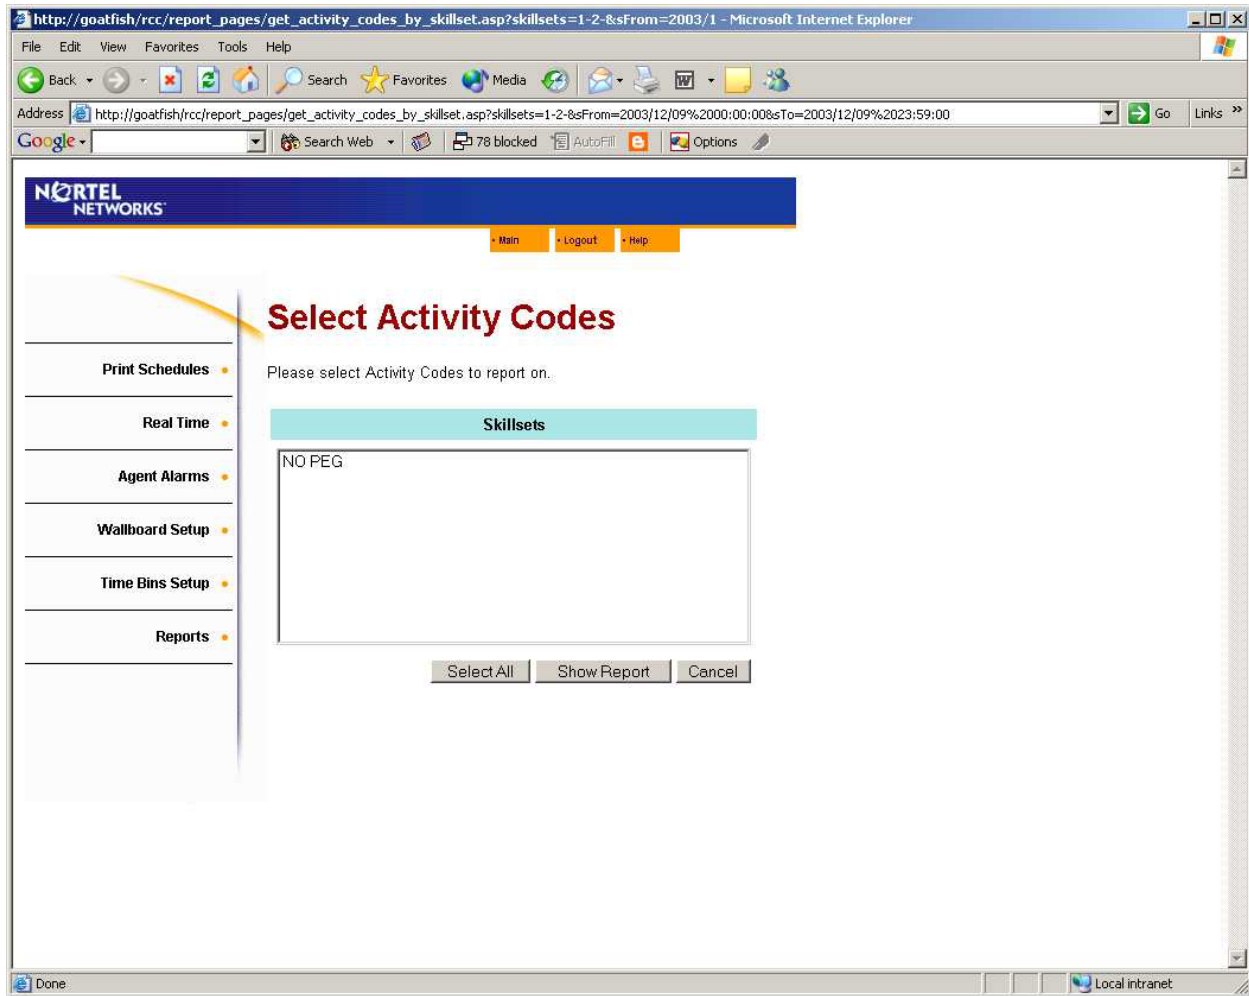 http://goatfish/rcc/report_pages/get_activity_codes_by_skillset.asp?skillsets=1-2-&sFrom=2003/1 - Microsoft Internet Explorer
File Edit View Favorites Tools Help
Back Search Favorites Media
Address http://goatfish/rcc/report_pages/get_activity_codes_by_skillset.asp?skillsets=1-2-&sFrom=2003/12/09%2000:00:00&sTo=2003/12/09%2023:59:00 Go Links »
Google Search Web 78 blocked AutoFill Options
NORTEL
NETWORKS
• Main • Logout • Help
Select Activity Codes
Print Schedules
Please select Activity Codes to report on.
Real Time
Skillsets
NO PEG
Agent Alarms
Wallboard Setup
Time Bins Setup
Reports
Select All Show Report Cancel
Done Local intranet